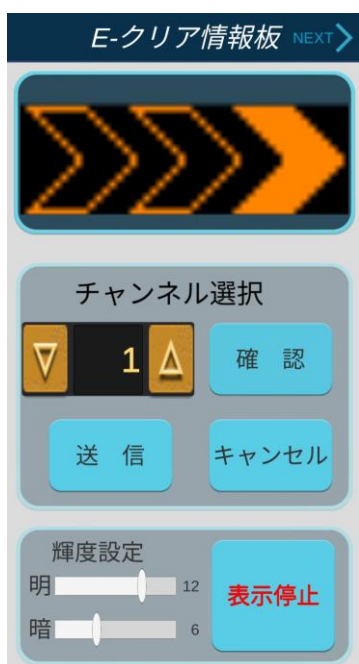 E-クリア情報板 NEXT
チャンネル選択
1
確 認
送 信
キャンセル
輝度設定
明 12
暗 6
表示停止